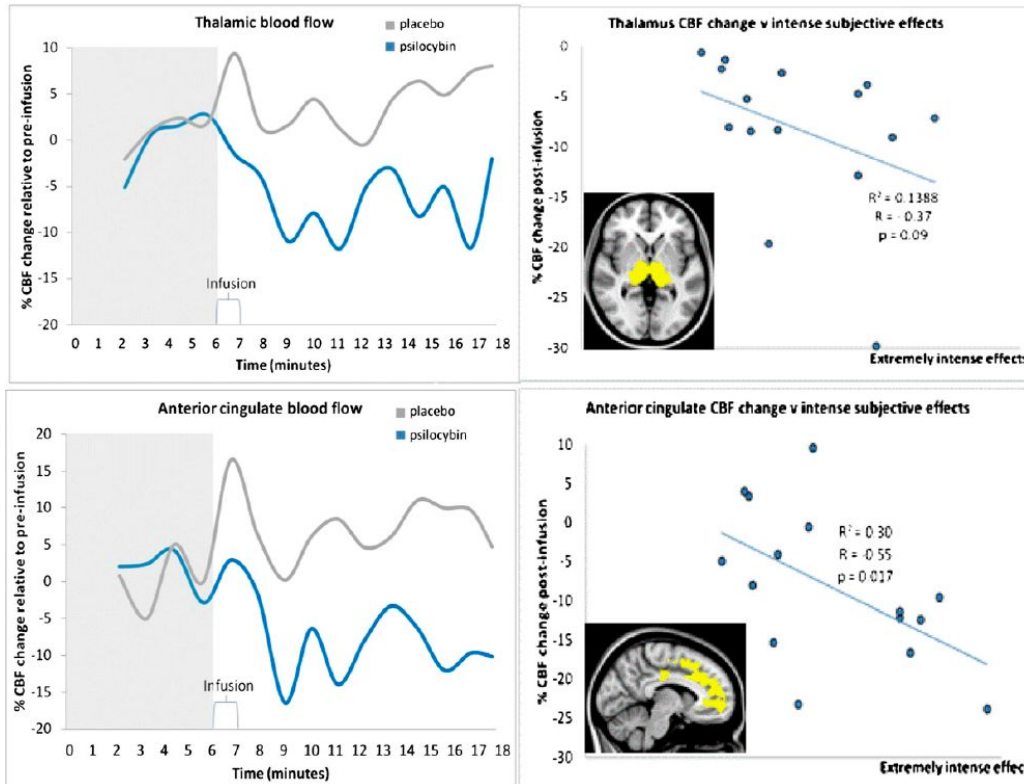 Thalamic blood flow
placebo
psilocybin
% CBF change relative to pre-infusion
10
5
0
-5
-10
-15
-20
Infusion
0 1 2 3 4 5 6 7 8 9 10 11 12 13 14 15 16 17 18
Time (minutes)
Thalamus CBF change v intense subjective effects
% CBF change post-infusion
0
-5
-10
-15
-20
-25
-30
R² = 0.1388
R = - 0.37
p = 0.09
Extremely intense effects
Anterior cingulate blood flow
placebo
psilocybin
% CBF change relative to pre-infusion
20
15
10
5
0
-5
-10
-15
-20
Infusion
0 1 2 3 4 5 6 7 8 9 10 11 12 13 14 15 16 17 18
Time (minutes)
Anterior cingulate CBF change v intense subjective effects
% CBF change post-infusion
10
5
0
-5
-10
-15
-20
-25
-30
R² = 0.30
R = -0.55
p = 0.017
Extremely intense effect